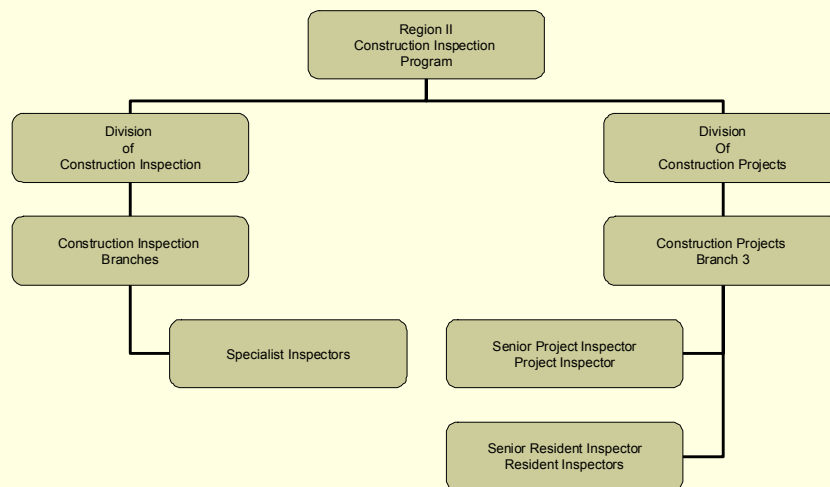 Region II
Construction Inspection
Program
Division
of
Construction Inspection
Division
Of
Construction Projects
Construction Inspection
Branches
Construction Projects
Branch 3
Specialist Inspectors
Senior Project Inspector
Project Inspector
Senior Resident Inspector
Resident Inspectors